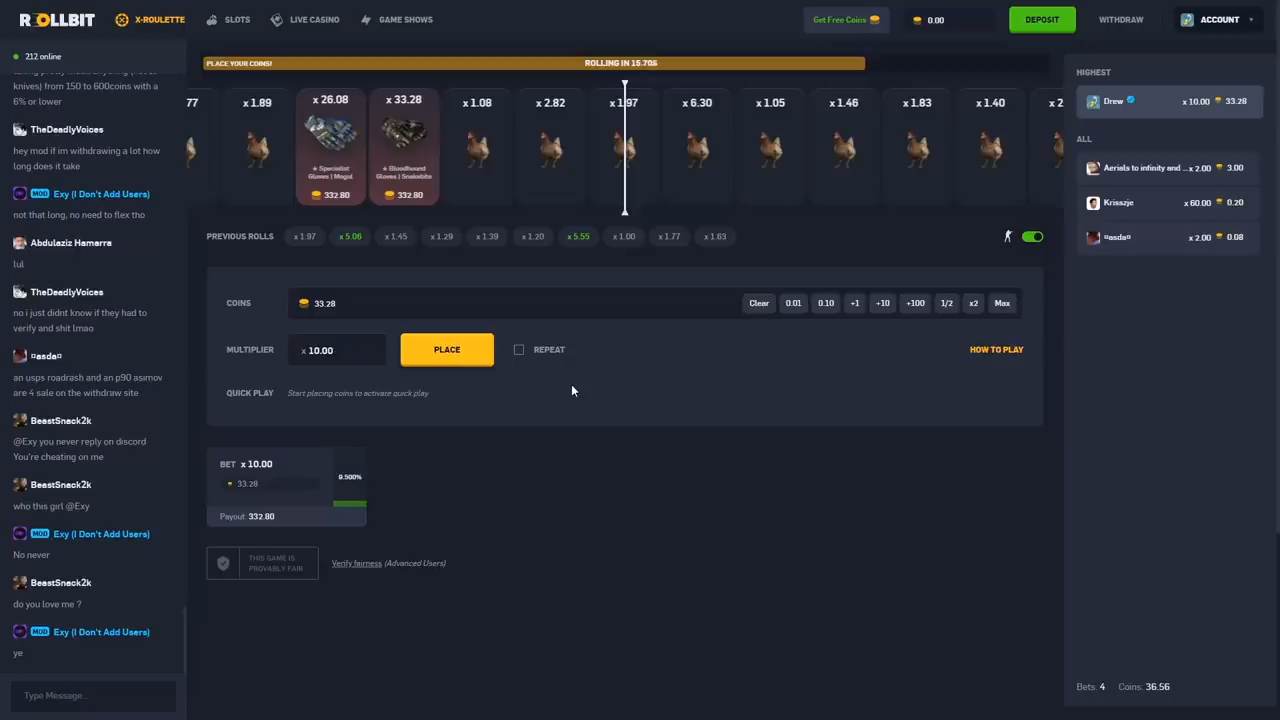 ROLLBIT X-ROULETTE SLOTS LIVE CASINO GAME SHOWS Get Free Coins 0.00 DEPOSIT WITHDRAW ACCOUNT
212 online
knives) from 150 to 600coins with a
6% or lower
TheDeadlyVoices
hey mod if im withdrawing a lot how
long does it take
MOD Exy (I Don't Add Users)
not that long, no need to flex tho
Abdulaziz Hamarra
lul
TheDeadlyVoices
no i just didnt know if they had to
verify and shit lmao
¤asda¤
an usps roadrash and an p90 asimov
are 4 sale on the withdraw site
BeastSnack2k
@Exy you never reply on discord
You're cheating on me
BeastSnack2k
who this girl @Exy
MOD Exy (I Don't Add Users)
No never
BeastSnack2k
do you love me ?
MOD Exy (I Don't Add Users)
ye
Type Message...
PLACE YOUR COINS! ROLLING IN 15.70s
77 x 1.89 x 26.08 x 33.28 x 1.08 x 2.82 x 1.97 x 6.30 x 1.05 x 1.46 x 1.83 x 1.40 x 2
★ Specialist
Gloves | Mogul
332.80
★ Bloodhound
Gloves | Snakebite
332.80
PREVIOUS ROLLS x 1.97 x 5.06 x 1.45 x 1.29 x 1.39 x 1.20 x 5.55 x 1.00 x 1.77 x 1.63
COINS 33.28 Clear 0.01 0.10 +1 +10 +100 1/2 x2 Max
MULTIPLIER x 10.00 PLACE REPEAT HOW TO PLAY
QUICK PLAY Start placing coins to activate quick play
BET x 10.00
33.28
9.500%
Payout 332.80
THIS GAME IS
PROVABLY FAIR
Verify fairness (Advanced Users)
HIGHEST
Drew x 10.00 33.28
ALL
Aerials to infinity and ... x 2.00 3.00
Krisszje x 60.00 0.20
¤asda¤ x 2.00 0.08
Bets: 4 Coins: 36.56